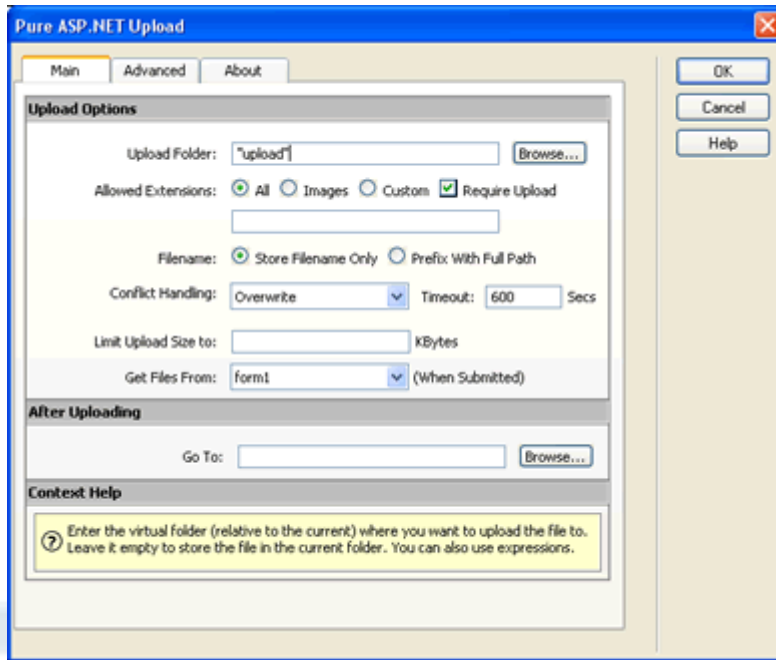 Pure ASP.NET Upload
Main Advanced About
OK
Cancel
Help
Upload Options
Upload Folder: "upload" Browse...
Allowed Extensions: All Images Custom Require Upload
Filename: Store Filename Only Prefix With Full Path
Conflict Handling: Overwrite Timeout: 600 Secs
Limit Upload Size to: KBytes
Get Files From: form1 (When Submitted)
After Uploading
Go To: Browse...
Context Help
Enter the virtual folder (relative to the current) where you want to upload the file to.
Leave it empty to store the file in the current folder. You can also use expressions.